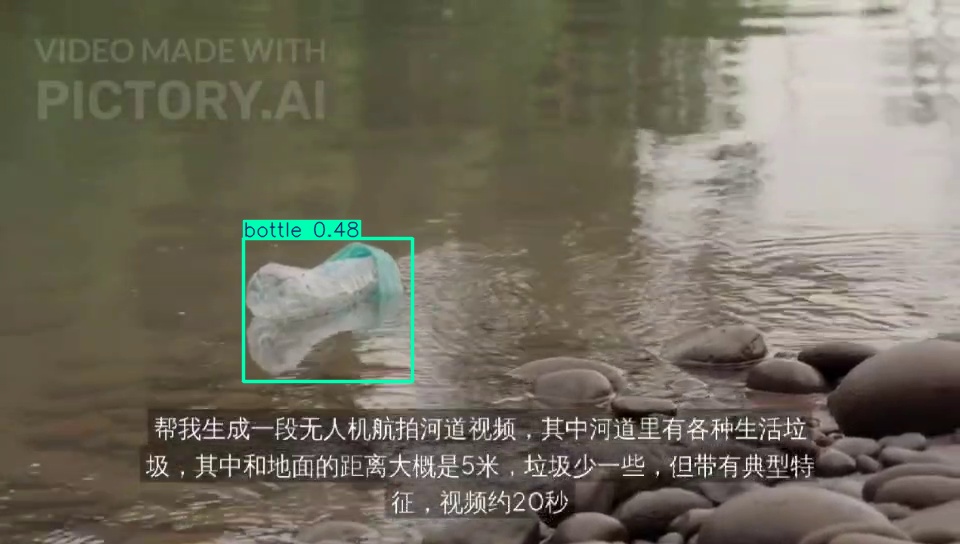 VIDEO MADE WITH
PICTORY.AI
bottle 0.48
帮我生成一段无人机航拍河道视频，其中河道里有各种生活垃
圾，其中和地面的距离大概是5米，垃圾少一些，但带有典型特
征，视频约20秒